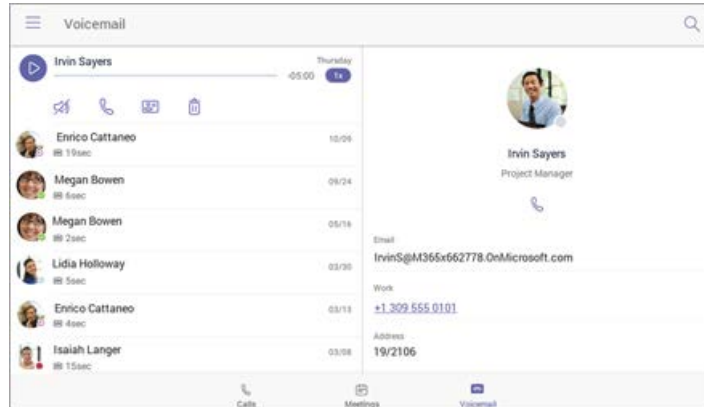 Voicemail
Irvin Sayers
Thursday
-05:00 1x
Enrico Cattaneo 10/09
19sec
Megan Bowen 09/24
6sec
Megan Bowen 05/16
2sec
Lidia Holloway 03/30
5sec
Enrico Cattaneo 03/13
4sec
Isaiah Langer 03/08
15sec
Irvin Sayers
Project Manager
Email
IrvinS@M365x662778.OnMicrosoft.com
Work
+1 309 555 0101
Address
19/2106
Calls Meetings Voicemail